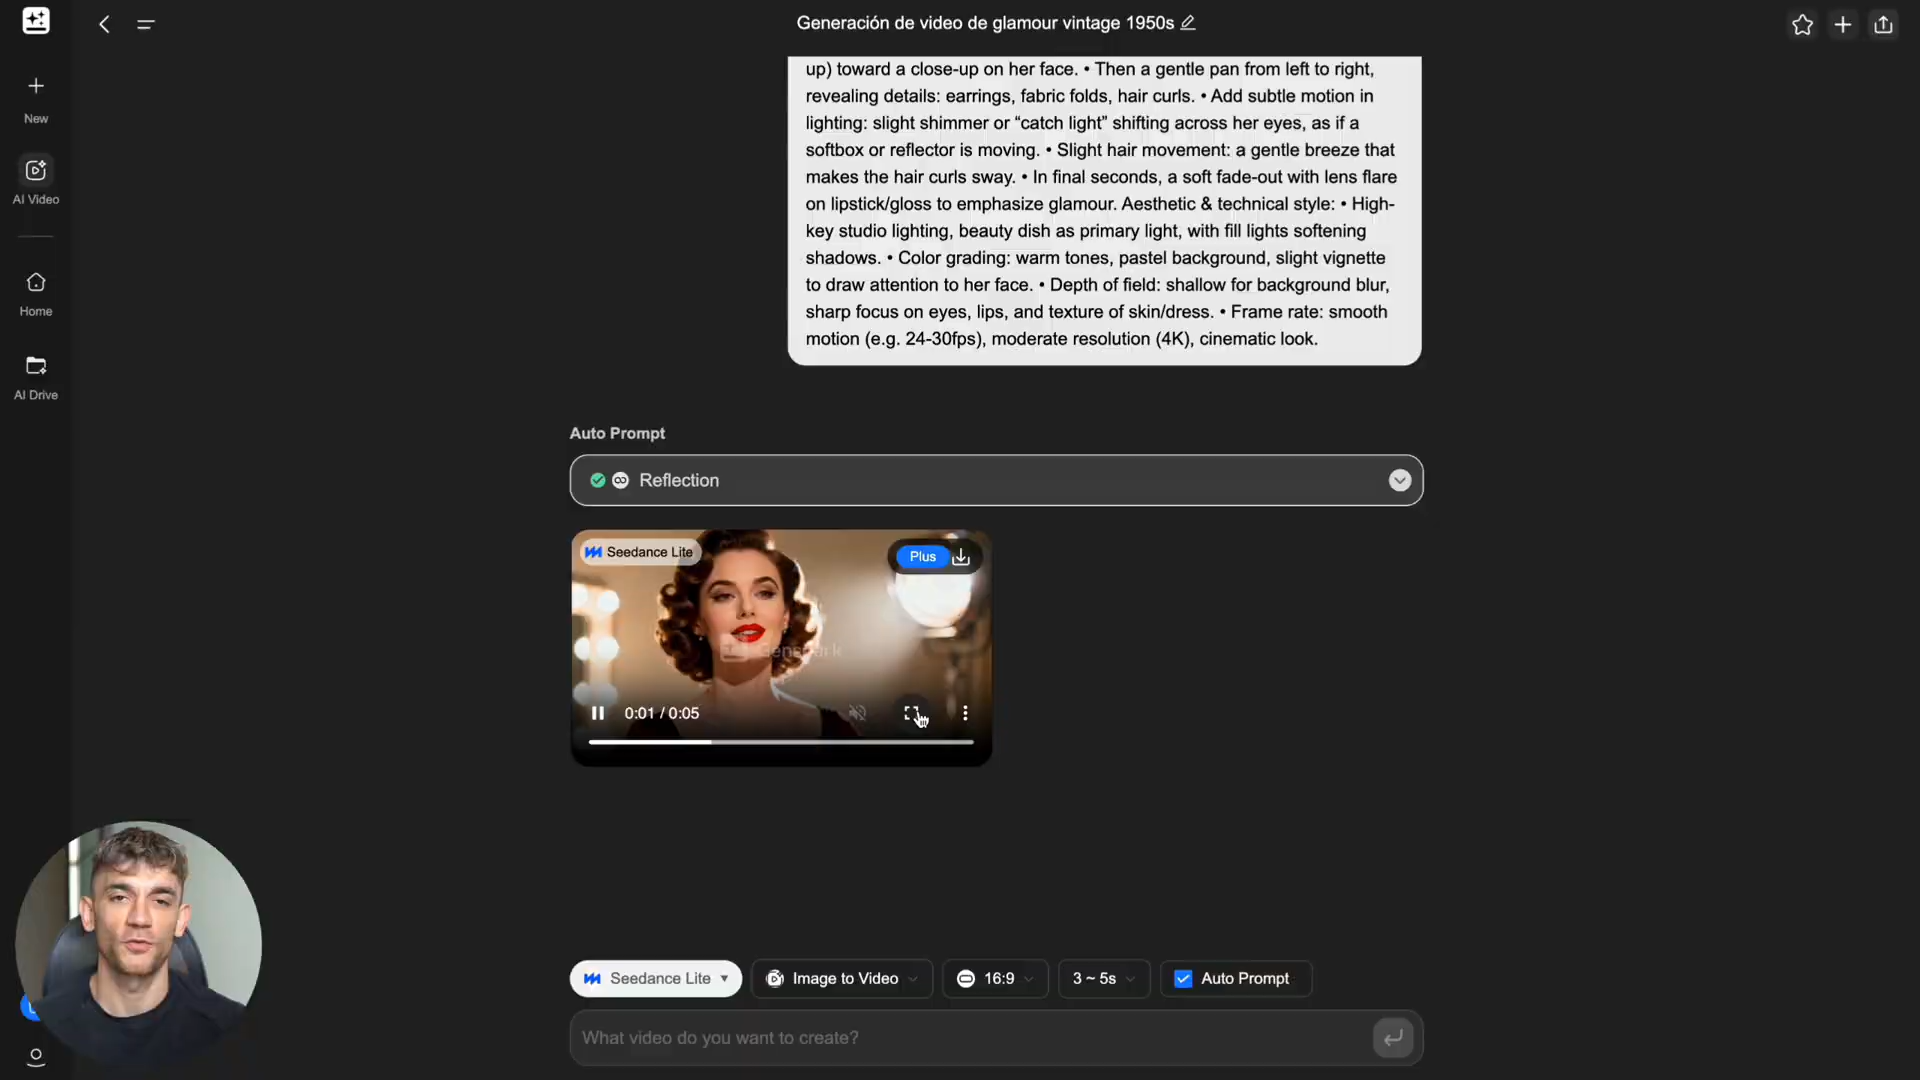 Generación de video de glamour vintage 1950s
New
AI Video
Home
AI Drive
up) toward a close-up on her face. • Then a gentle pan from left to right,
revealing details: earrings, fabric folds, hair curls. • Add subtle motion in
lighting: slight shimmer or “catch light” shifting across her eyes, as if a
softbox or reflector is moving. • Slight hair movement: a gentle breeze that
makes the hair curls sway. • In final seconds, a soft fade-out with lens flare
on lipstick/gloss to emphasize glamour. Aesthetic & technical style: • High-
key studio lighting, beauty dish as primary light, with fill lights softening
shadows. • Color grading: warm tones, pastel background, slight vignette
to draw attention to her face. • Depth of field: shallow for background blur,
sharp focus on eyes, lips, and texture of skin/dress. • Frame rate: smooth
motion (e.g. 24-30fps), moderate resolution (4K), cinematic look.
Auto Prompt
Reflection
Seedance Lite
Plus
Genspark
0:01 / 0:05
Seedance Lite
Image to Video
16:9
3 ~ 5s
Auto Prompt
What video do you want to create?